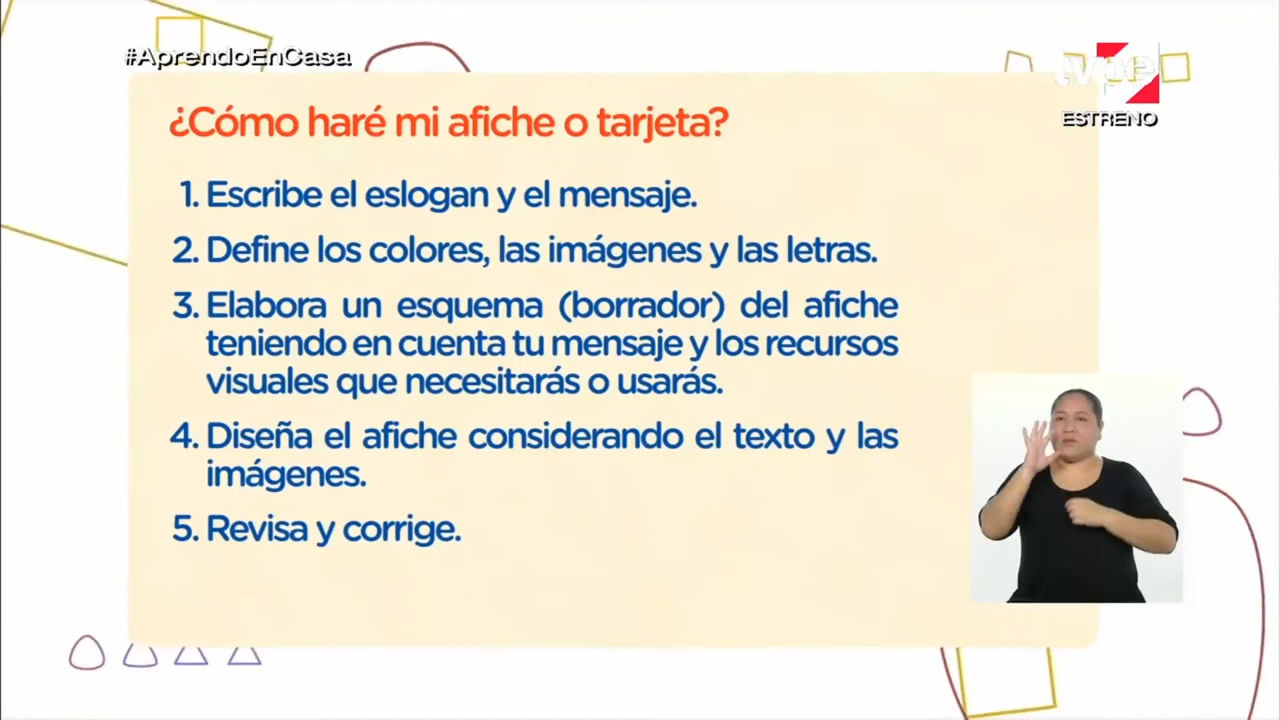 #AprendoEnCasa
tvpe
ESTRENO
¿Cómo haré mi afiche o tarjeta?
1. Escribe el eslogan y el mensaje.
2. Define los colores, las imágenes y las letras.
3. Elabora un esquema (borrador) del afiche
teniendo en cuenta tu mensaje y los recursos
visuales que necesitarás o usarás.
4. Diseña el afiche considerando el texto y las
imágenes.
5. Revisa y corrige.